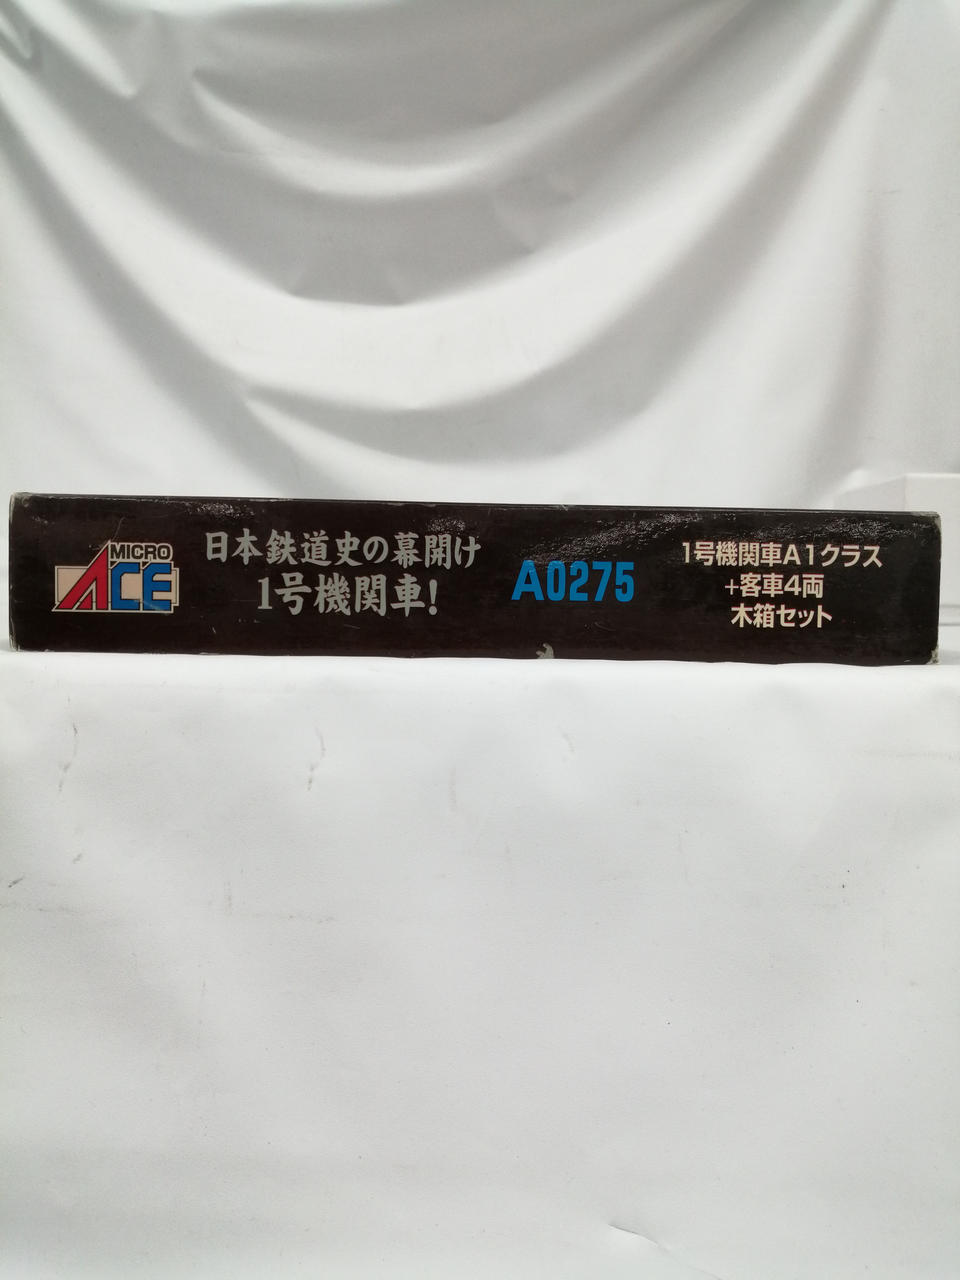 MICRO
ACE
日本鉄道史の幕開け
1号機関車!
A0275
1号機関車A1クラス
+客車4両
木箱セット